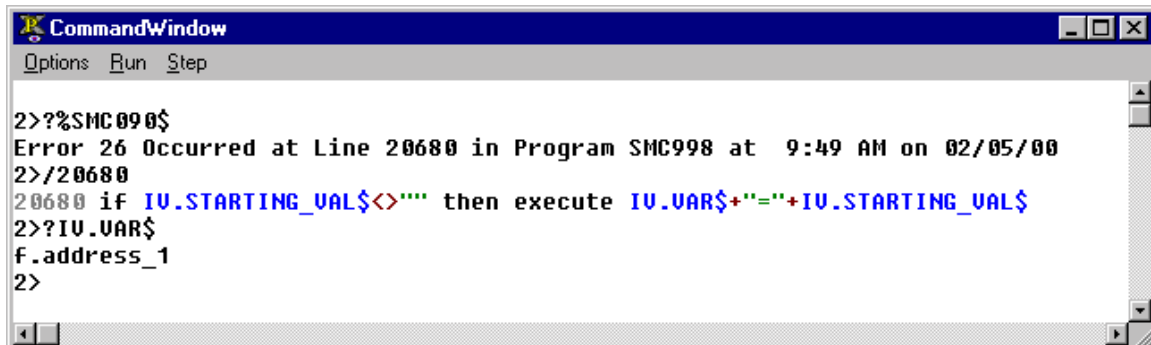 CommandWindow
Options Run Step
2>?%SMC090$
Error 26 Occurred at Line 20680 in Program SMC998 at  9:49 AM on 02/05/00
2>/20680
20680 if IV.STARTING_VAL$<>"" then execute IV.VAR$+"="+IV.STARTING_VAL$
2>?IV.VAR$
f.address_1
2>